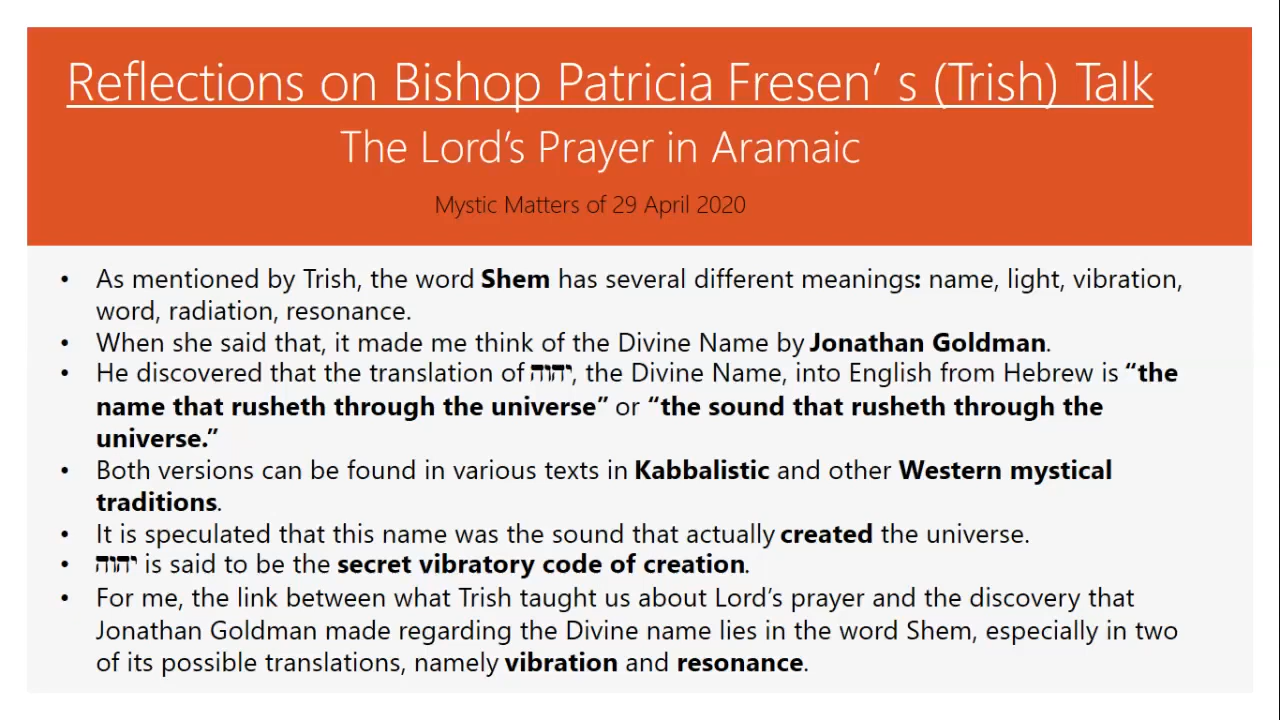 Reflections on Bishop Patricia Fresen’ s (Trish) Talk
The Lord’s Prayer in Aramaic
Mystic Matters of 29 April 2020
• As mentioned by Trish, the word Shem has several different meanings: name, light, vibration,
word, radiation, resonance.
• When she said that, it made me think of the Divine Name by Jonathan Goldman.
• He discovered that the translation of יהוה, the Divine Name, into English from Hebrew is “the
name that rusheth through the universe” or “the sound that rusheth through the
universe.”
• Both versions can be found in various texts in Kabbalistic and other Western mystical
traditions.
• It is speculated that this name was the sound that actually created the universe.
• יהוה is said to be the secret vibratory code of creation.
• For me, the link between what Trish taught us about Lord’s prayer and the discovery that
Jonathan Goldman made regarding the Divine name lies in the word Shem, especially in two
of its possible translations, namely vibration and resonance.